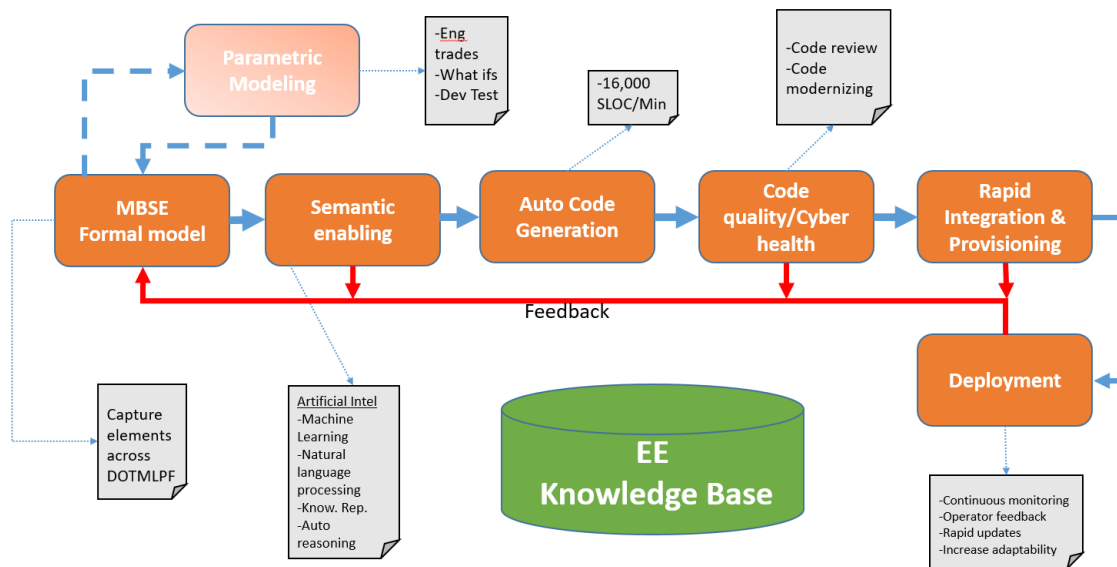 Parametric
Modeling
-Eng
trades
-What ifs
-Dev Test
-16,000
SLOC/Min
-Code review
-Code
modernizing
MBSE
Formal model
Semantic
enabling
Auto Code
Generation
Code
quality/Cyber
health
Rapid
Integration &
Provisioning
Feedback
Deployment
Capture
elements
across
DOTMLPF
Artificial Intel
-Machine
Learning
-Natural
language
processing
-Know. Rep.
-Auto
reasoning
EE
Knowledge Base
-Continuous monitoring
-Operator feedback
-Rapid updates
-Increase adaptability